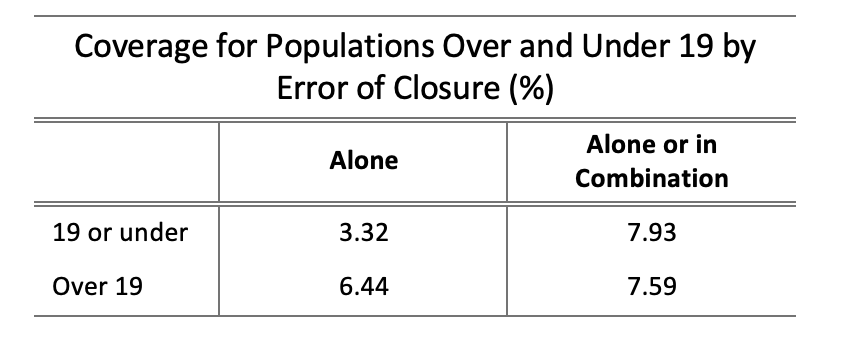 Coverage for Populations Over and Under 19 by
Error of Closure (%)
Alone
Alone or in
Combination
19 or under 3.32 7.93
Over 19 6.44 7.59